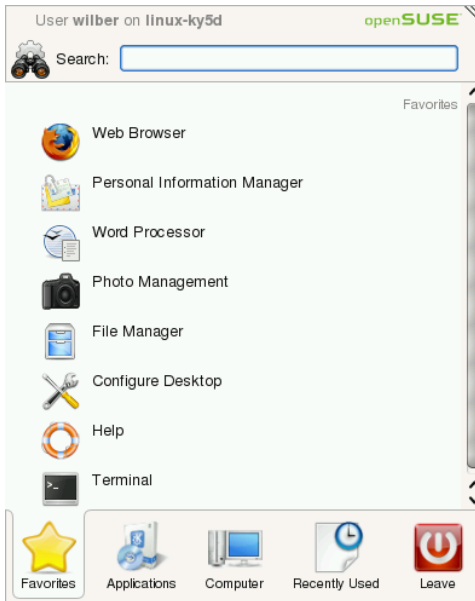 User wilber on linux-ky5d openSUSE
Search:
Favorites
Web Browser
Personal Information Manager
Word Processor
Photo Management
File Manager
Configure Desktop
Help
Terminal
Favorites Applications Computer Recently Used Leave